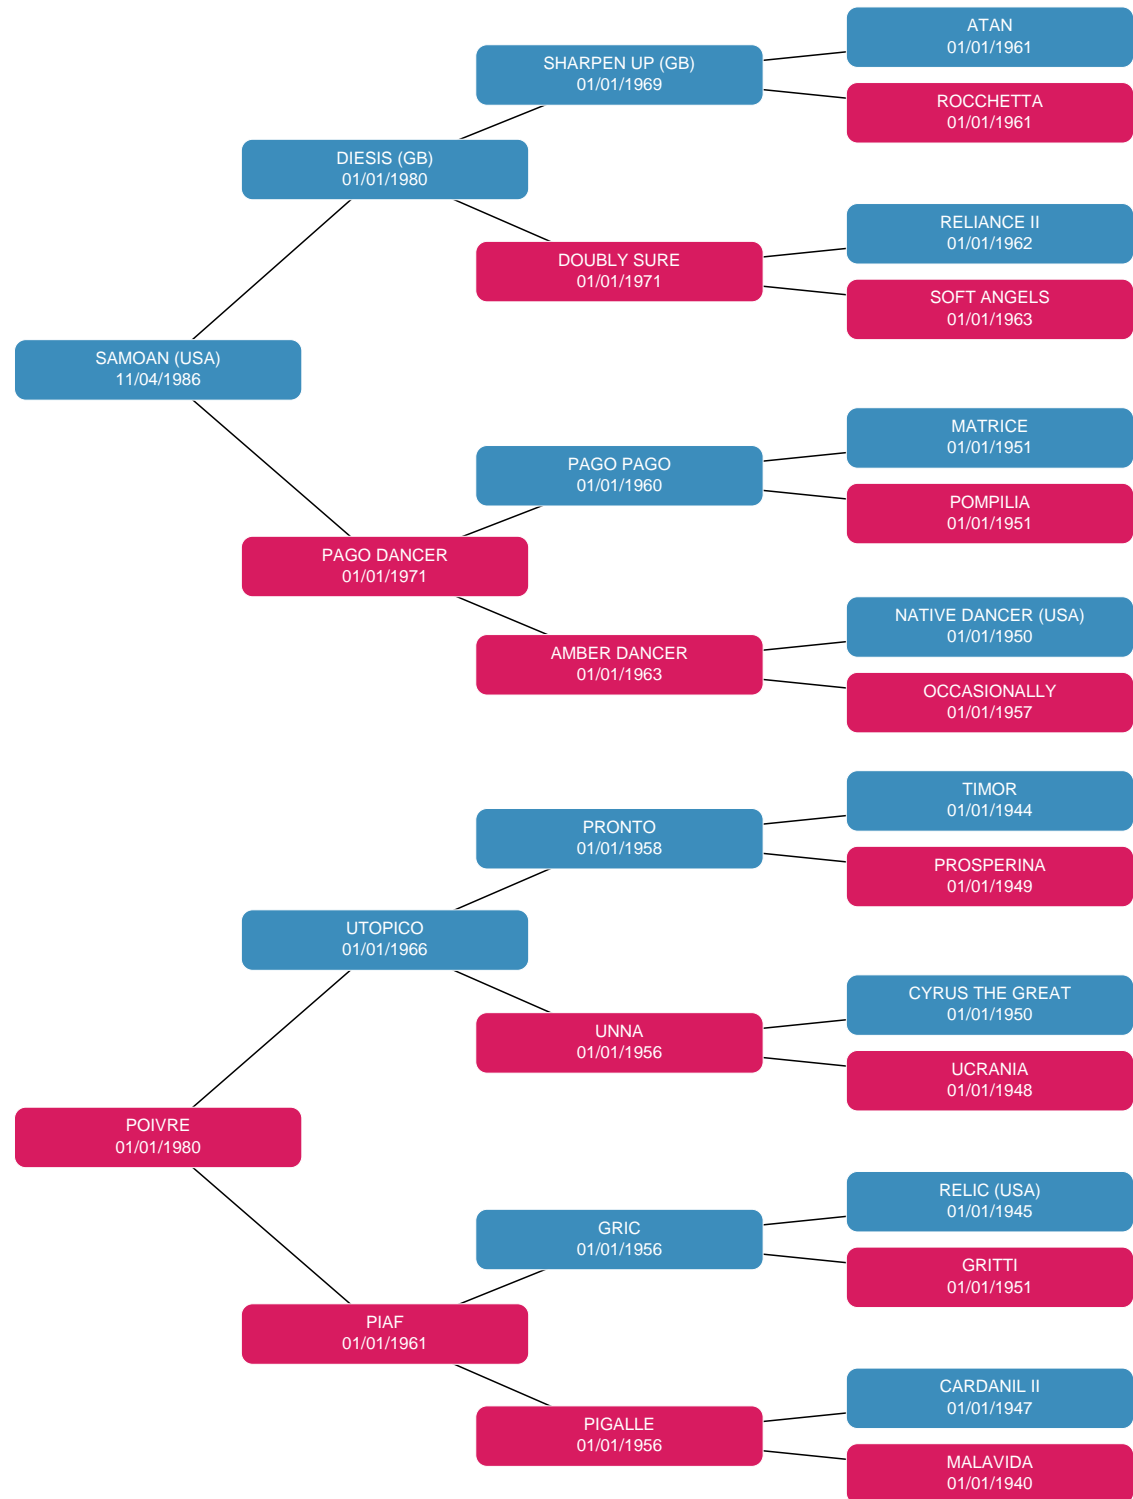 ATAN
01/01/1961
SHARPEN UP (GB)
01/01/1969
ROCCHETTA
01/01/1961
DIESIS (GB)
01/01/1980
RELIANCE II
01/01/1962
DOUBLY SURE
01/01/1971
SOFT ANGELS
01/01/1963
SAMOAN (USA)
11/04/1986
MATRICE
01/01/1951
PAGO PAGO
01/01/1960
POMPILIA
01/01/1951
PAGO DANCER
01/01/1971
NATIVE DANCER (USA)
01/01/1950
AMBER DANCER
01/01/1963
OCCASIONALLY
01/01/1957
TIMOR
01/01/1944
PRONTO
01/01/1958
PROSPERINA
01/01/1949
UTOPICO
01/01/1966
CYRUS THE GREAT
01/01/1950
UNNA
01/01/1956
UCRANIA
01/01/1948
POIVRE
01/01/1980
RELIC (USA)
01/01/1945
GRIC
01/01/1956
GRITTI
01/01/1951
PIAF
01/01/1961
CARDANIL II
01/01/1947
PIGALLE
01/01/1956
MALAVIDA
01/01/1940